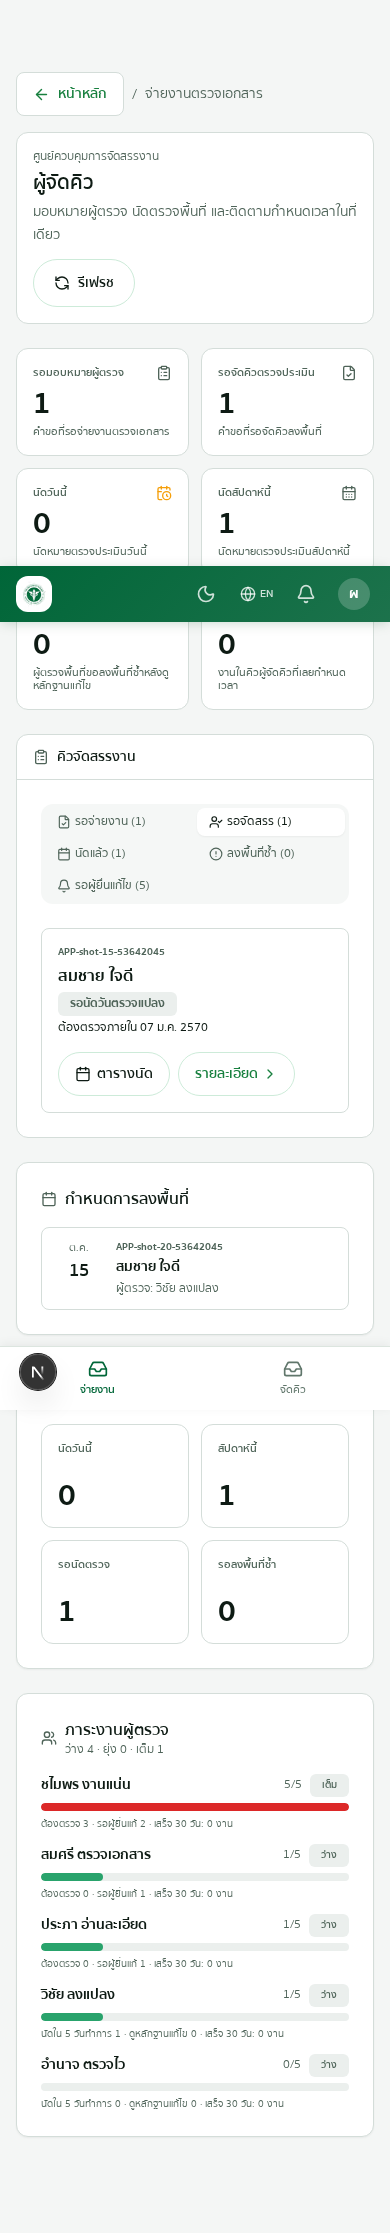 หน้าหลัก / จ่ายงานตรวจเอกสาร
ศูนย์ควบคุมการจัดสรรงาน
ผู้จัดคิว
มอบหมายผู้ตรวจ นัดตรวจพื้นที่ และติดตามกำหนดเวลาในที่
เดียว
รีเฟรช
รอมอบหมายผู้ตรวจ
1
คำขอที่รอจ่ายงานตรวจเอกสาร
รอจัดคิวตรวจประเมิน
1
คำขอที่รอจัดคิวลงพื้นที่
นัดวันนี้
0
นัดหมายตรวจประเมินวันนี้
นัดสัปดาห์นี้
1
นัดหมายตรวจประเมินสัปดาห์นี้
EN
ผ
0
ผู้ตรวจพื้นที่ขอลงพื้นที่ซ้ำหลังดู
หลักฐานแก้ไข
0
งานในคิวผู้จัดคิวที่เลยกำหนด
เวลา
คิวจัดสรรงาน
รอจ่ายงาน (1)
รอจัดสรร (1)
นัดแล้ว (1)
ลงพื้นที่ซ้ำ (0)
รอผู้ยื่นแก้ไข (5)
APP-shot-15-53642045
สมชาย ใจดี
รอนัดวันตรวจแปลง
ต้องตรวจภายใน 07 ม.ค. 2570
ตารางนัด
รายละเอียด
กำหนดการลงพื้นที่
ต.ค.
15
APP-shot-20-53642045
สมชาย ใจดี
ผู้ตรวจ: วิชัย ลงแปลง
N
จ่ายงาน
จัดคิว
นัดวันนี้
0
สัปดาห์นี้
1
รอนัดตรวจ
1
รอลงพื้นที่ซ้ำ
0
ภาระงานผู้ตรวจ
ว่าง 4 · ยุ่ง 0 · เต็ม 1
ชไมพร งานแน่น 5/5 เต็ม
ต้องตรวจ 3 · รอผู้ยื่นแก้ 2 · เสร็จ 30 วัน: 0 งาน
สมศรี ตรวจเอกสาร 1/5 ว่าง
ต้องตรวจ 0 · รอผู้ยื่นแก้ 1 · เสร็จ 30 วัน: 0 งาน
ประภา อ่านละเอียด 1/5 ว่าง
ต้องตรวจ 0 · รอผู้ยื่นแก้ 1 · เสร็จ 30 วัน: 0 งาน
วิชัย ลงแปลง 1/5 ว่าง
นัดใน 5 วันทำการ 1 · ดูหลักฐานแก้ไข 0 · เสร็จ 30 วัน: 0 งาน
อำนาจ ตรวจไว 0/5 ว่าง
นัดใน 5 วันทำการ 0 · ดูหลักฐานแก้ไข 0 · เสร็จ 30 วัน: 0 งาน